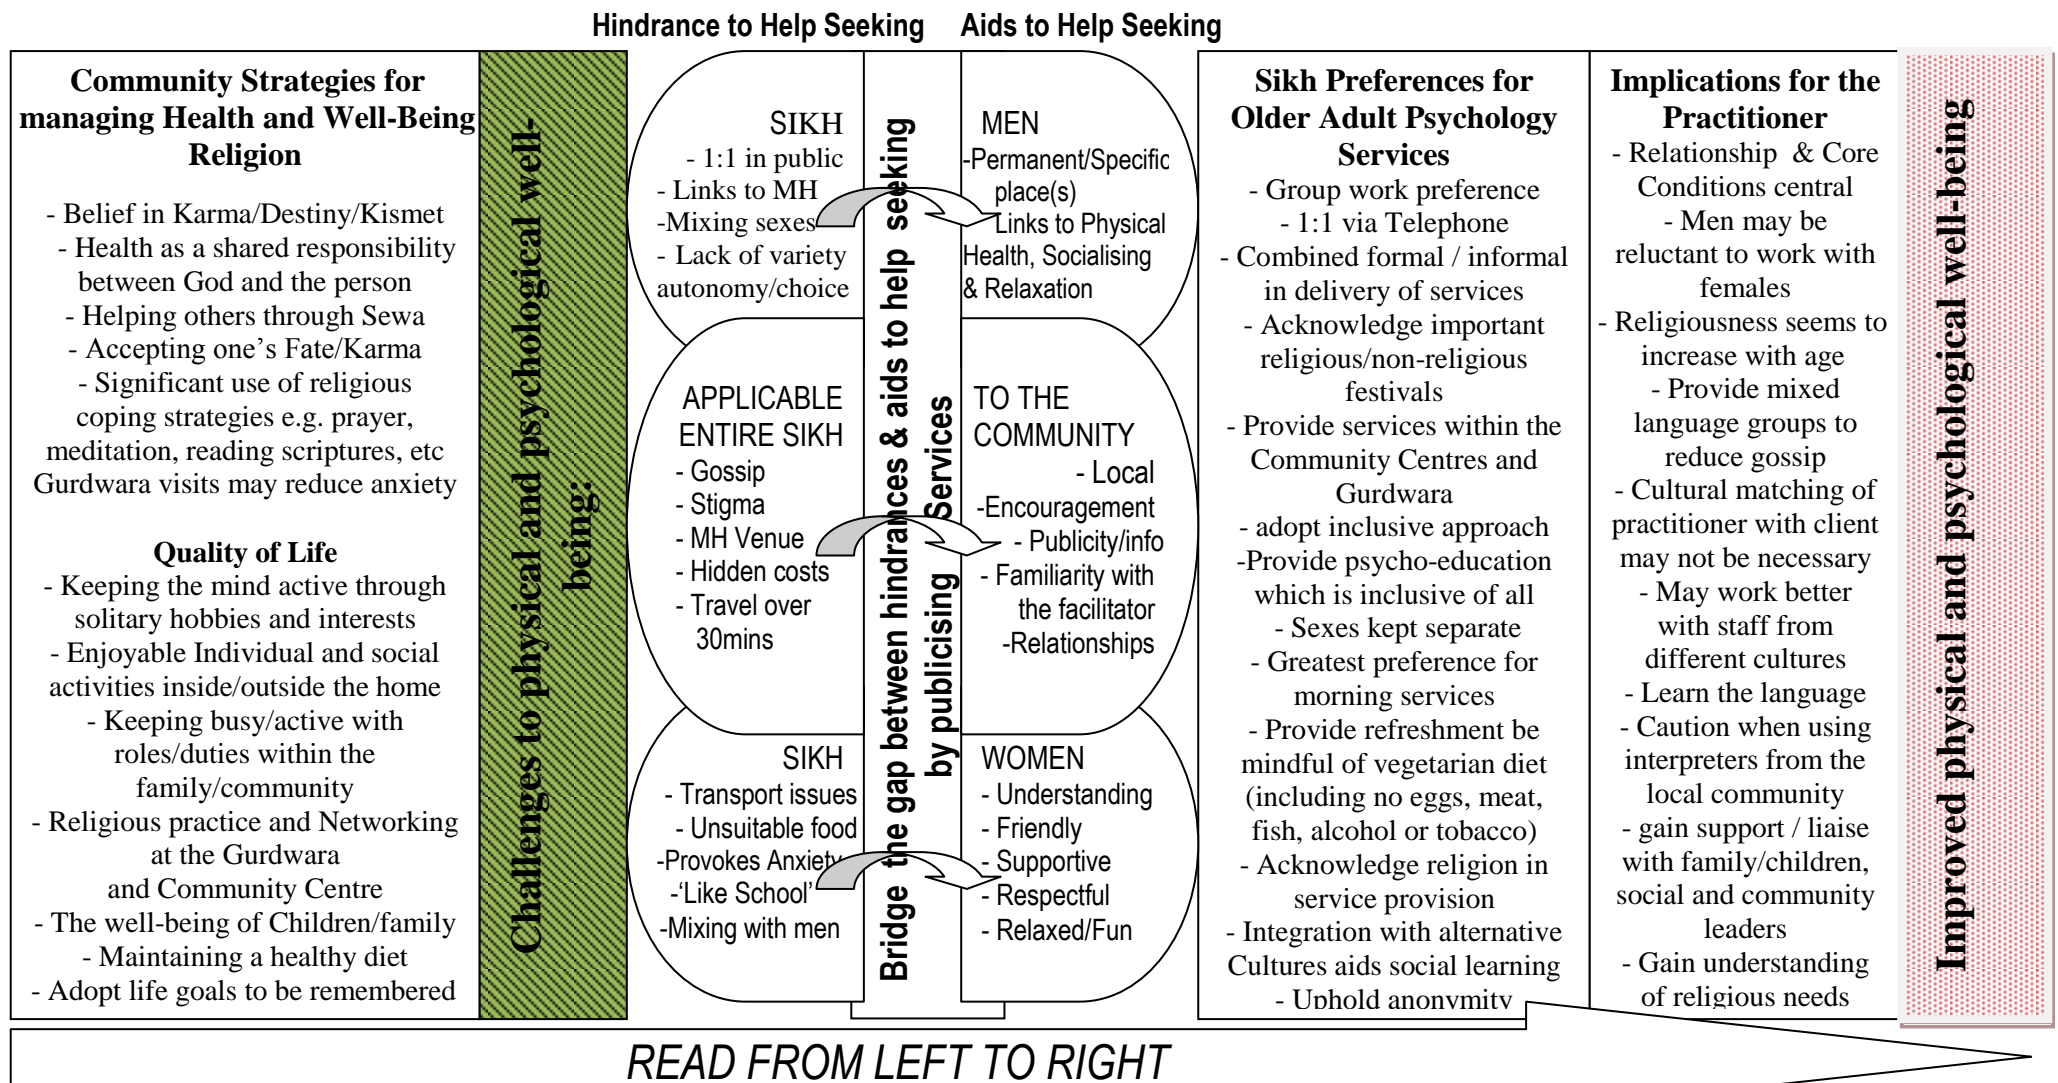 Hindrance to Help Seeking
Aids to Help Seeking
Community Strategies for
managing Health and Well-Being
Religion
- Belief in Karma/Destiny/Kismet
- Health as a shared responsibility
between God and the person
- Helping others through Sewa
- Accepting one's Fate/Karma
- Significant use of religious
coping strategies e.g. prayer,
meditation, reading scriptures, etc
Gurdwara visits may reduce anxiety
Quality of Life
- Keeping the mind active through
solitary hobbies and interests
- Enjoyable Individual and social
activities inside/outside the home
- Keeping busy/active with
roles/duties within the
family/community
- Religious practice and Networking
at the Gurdwara
and Community Centre
- The well-being of Children/family
- Maintaining a healthy diet
- Adopt life goals to be remembered
Challenges to physical and psychological well-
being:
SIKH
- 1:1 in public
- Links to MH
-Mixing sexes
- Lack of variety
autonomy/choice
APPLICABLE
ENTIRE SIKH
- Gossip
- Stigma
- MH Venue
- Hidden costs
- Travel over
30mins
SIKH
- Transport issues
- Unsuitable food
-Provokes Anxiety
-‘Like School’
-Mixing with men
Bridge the gap between hindrances & aids to help seeking
by publicising Services
MEN
-Permanent/Specific
place(s)
Links to Physical
Health, Socialising
& Relaxation
TO THE
COMMUNITY
- Local
-Encouragement
- Publicity/info
- Familiarity with
the facilitator
-Relationships
WOMEN
- Understanding
- Friendly
- Supportive
- Respectful
- Relaxed/Fun
Sikh Preferences for
Older Adult Psychology
Services
- Group work preference
- 1:1 via Telephone
- Combined formal / informal
in delivery of services
- Acknowledge important
religious/non-religious
festivals
- Provide services within the
Community Centres and
Gurdwara
- adopt inclusive approach
-Provide psycho-education
which is inclusive of all
- Sexes kept separate
- Greatest preference for
morning services
- Provide refreshment be
mindful of vegetarian diet
(including no eggs, meat,
fish, alcohol or tobacco)
- Acknowledge religion in
service provision
- Integration with alternative
Cultures aids social learning
- Uphold anonymity
Implications for the
Practitioner
- Relationship & Core
Conditions central
- Men may be
reluctant to work with
females
- Religiousness seems to
increase with age
- Provide mixed
language groups to
reduce gossip
- Cultural matching of
practitioner with client
may not be necessary
- May work better
with staff from
different cultures
- Learn the language
- Caution when using
interpreters from the
local community
- gain support / liaise
with family/children,
social and community
leaders
- Gain understanding
of religious needs
Improved physical and psychological well-being
READ FROM LEFT TO RIGHT